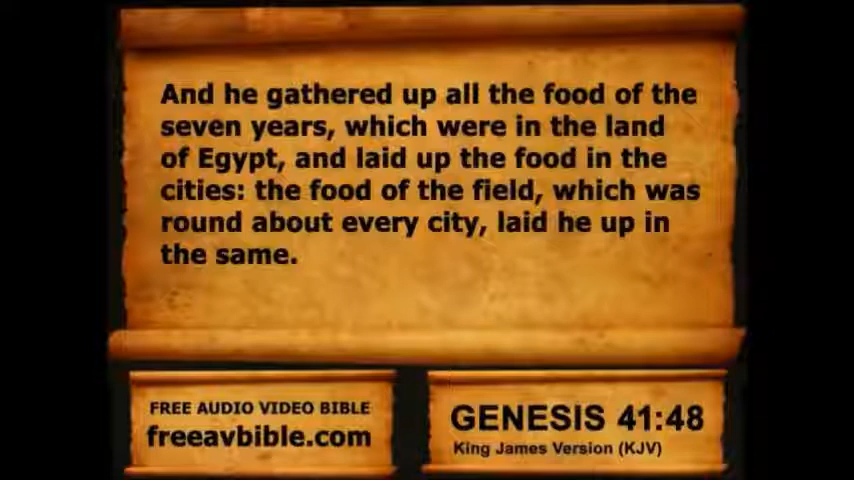 And he gathered up all the food of the
seven years, which were in the land
of Egypt, and laid up the food in the
cities: the food of the field, which was
round about every city, laid he up in
the same.
FREE AUDIO VIDEO BIBLE
freeavbible.com
GENESIS 41:48
King James Version (KJV)